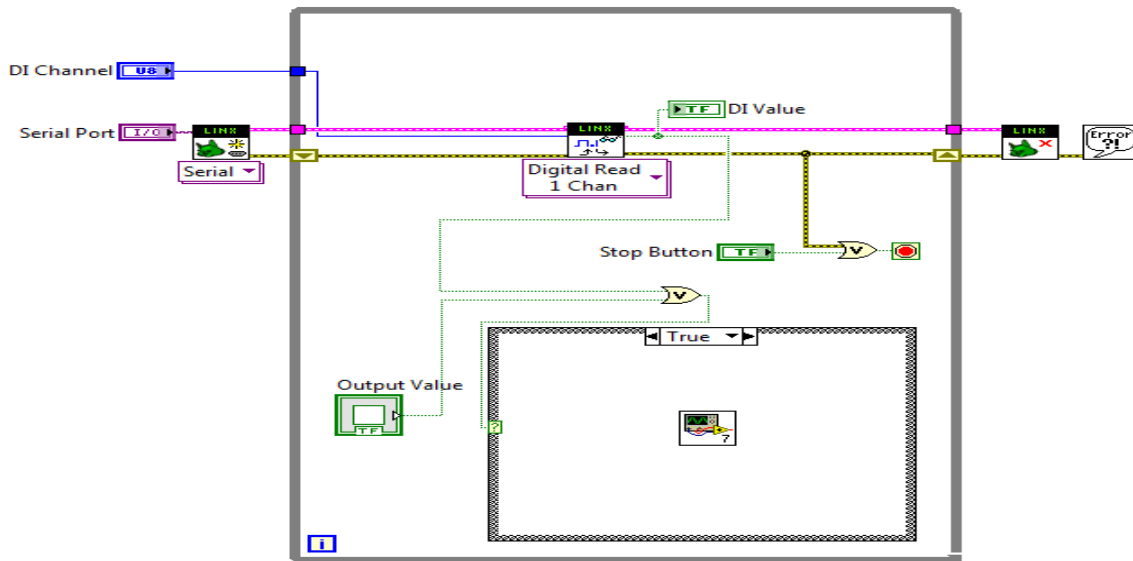 DI Channel
U8
Serial Port
I/O
LINX
Serial
LINX
Digital Read
1 Chan
TF
DI Value
LINX
Error
?!
Stop Button
TF
V
V
True
Output Value
TF
?
?
i